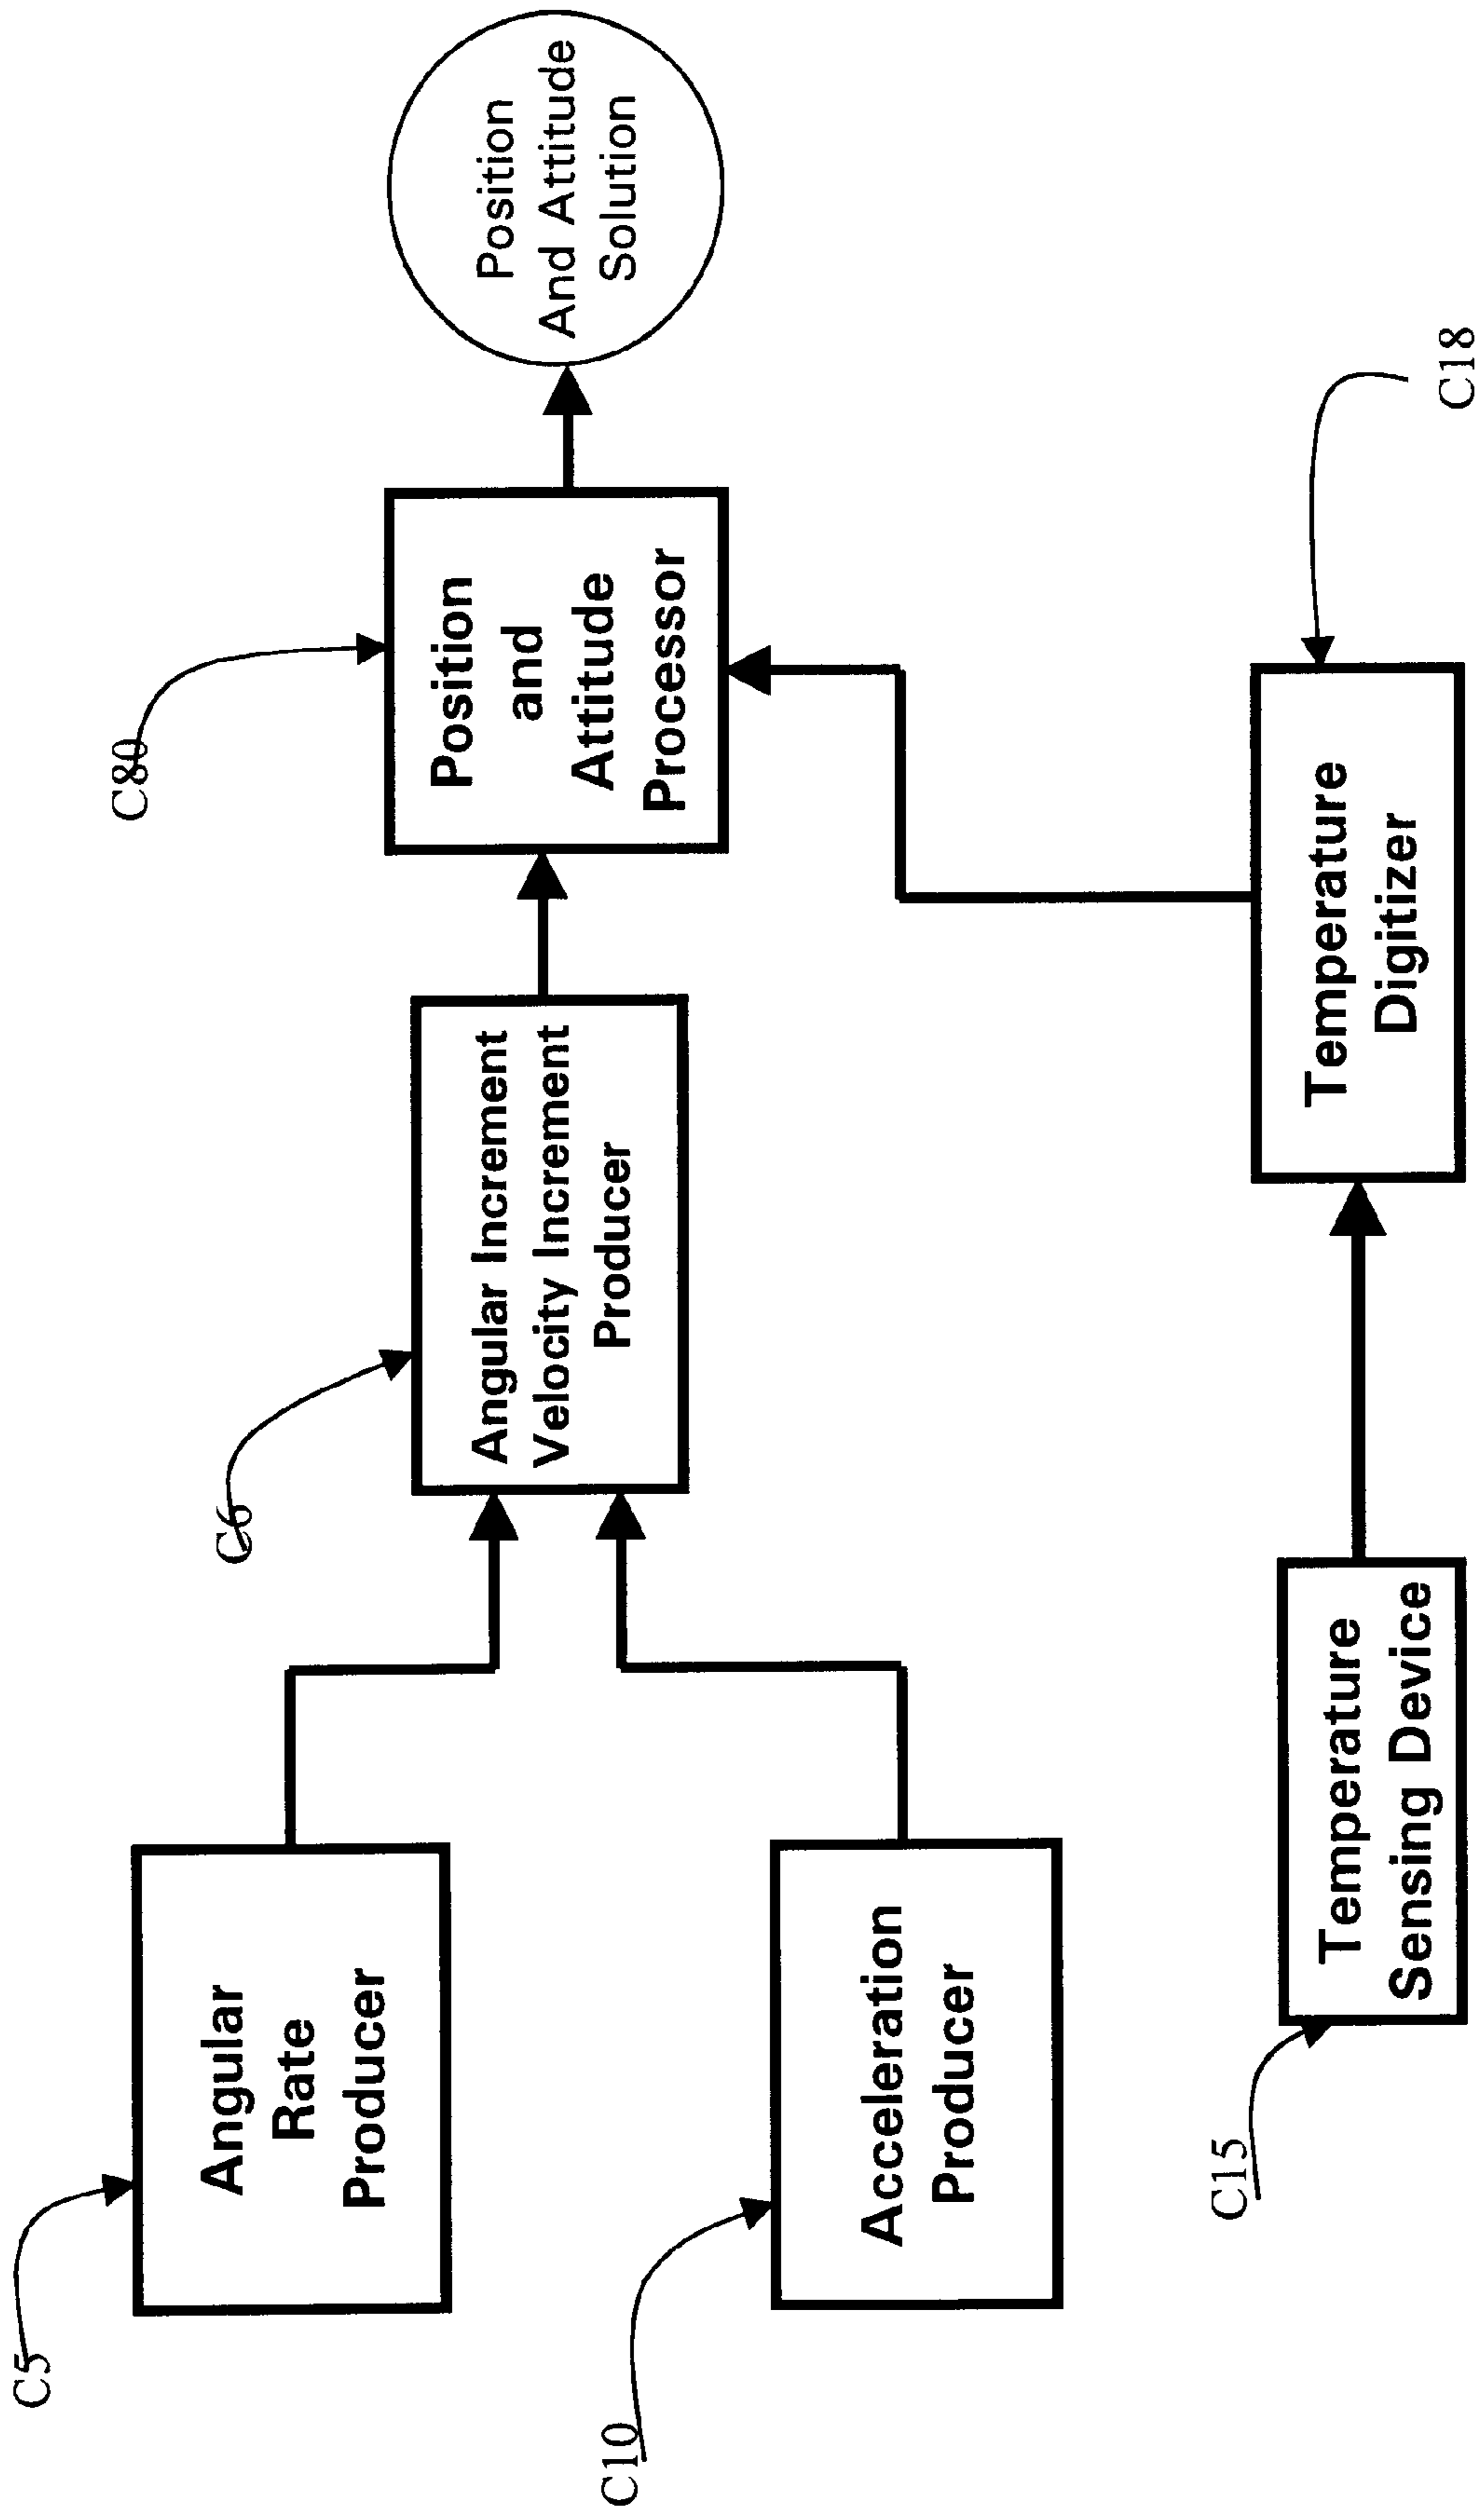 C5
Angular
Rate
Producer
C10
Acceleration
Producer
C6
Angular Increment
Velocity Increment
Producer
C80
Position
and
Attitude
Processor
Position
And Attitude
Solution
C15
Temperature
Sensing Device
Temperature
Digitizer
C18